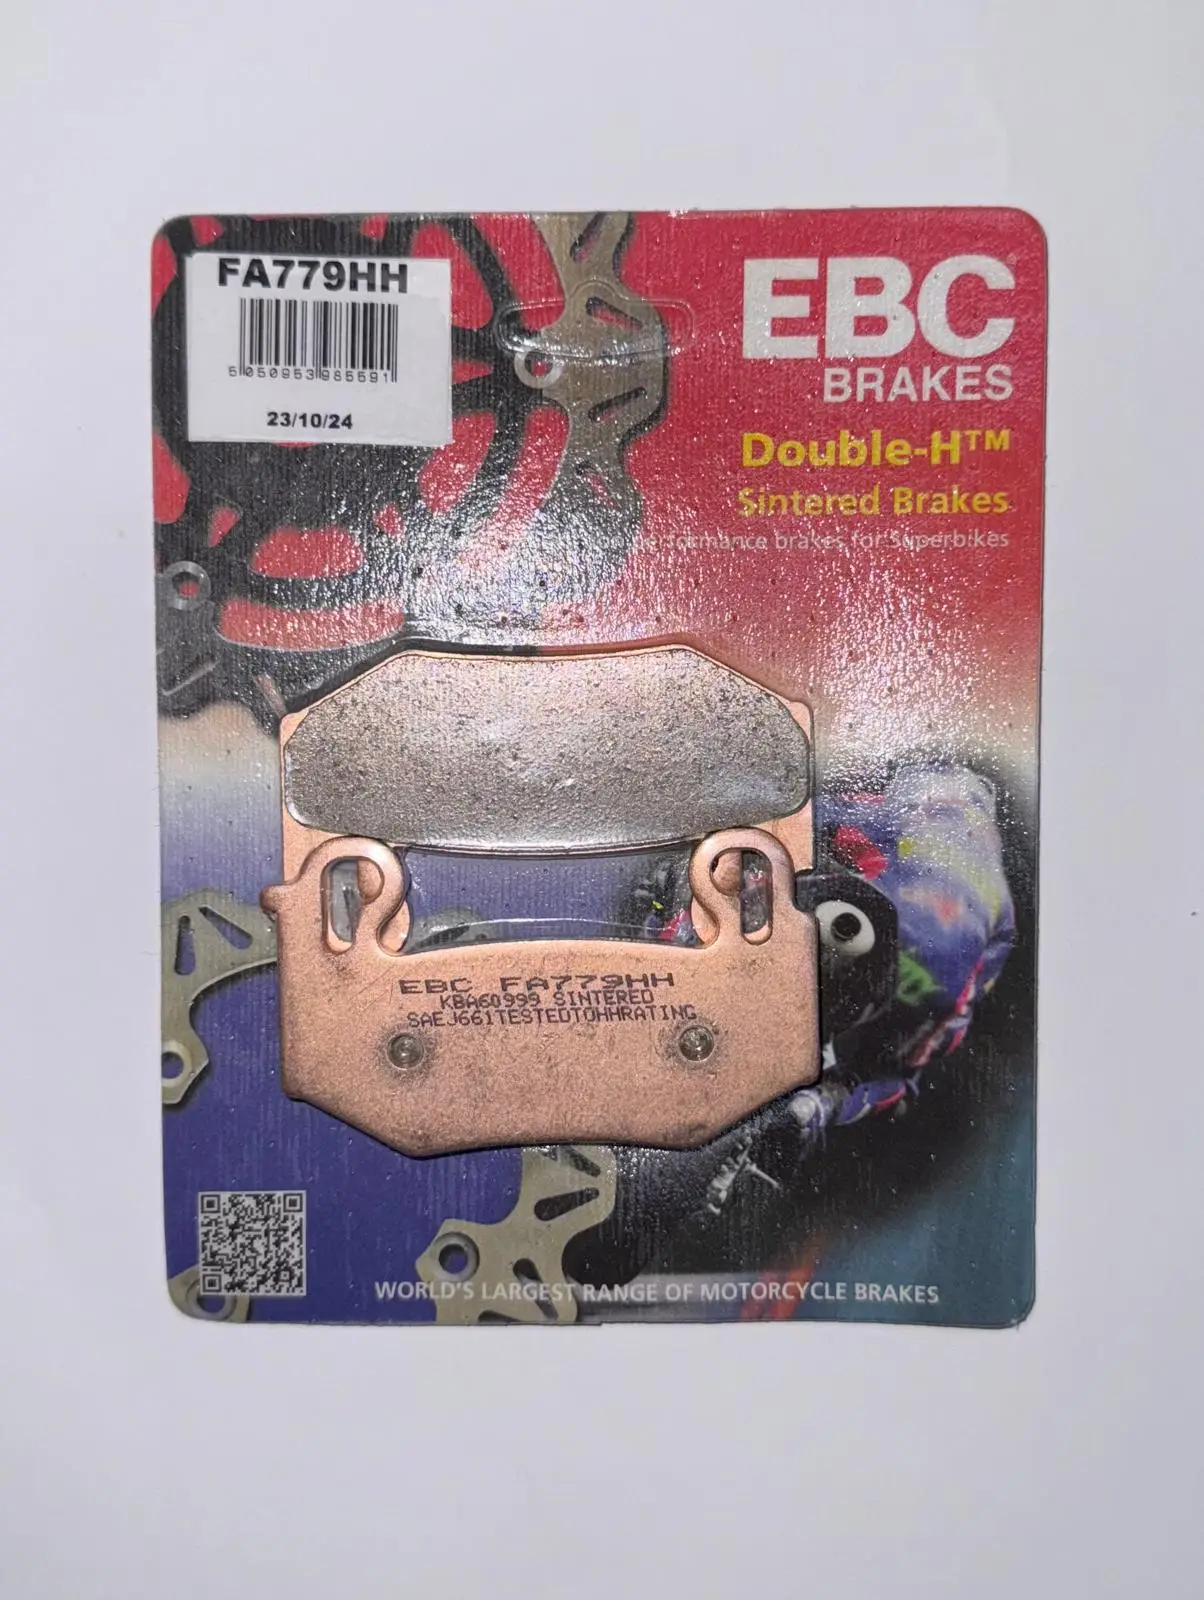 FA779HH
5 050953 985591
23/10/24
EBC
BRAKES
Double-H™
Sintered Brakes
performance brakes for Superbikes
EBC FA779HH
KBA60999 SINTERED
SAEJ661TESTEDTOHHRATING
WORLD'S LARGEST RANGE OF MOTORCYCLE BRAKES